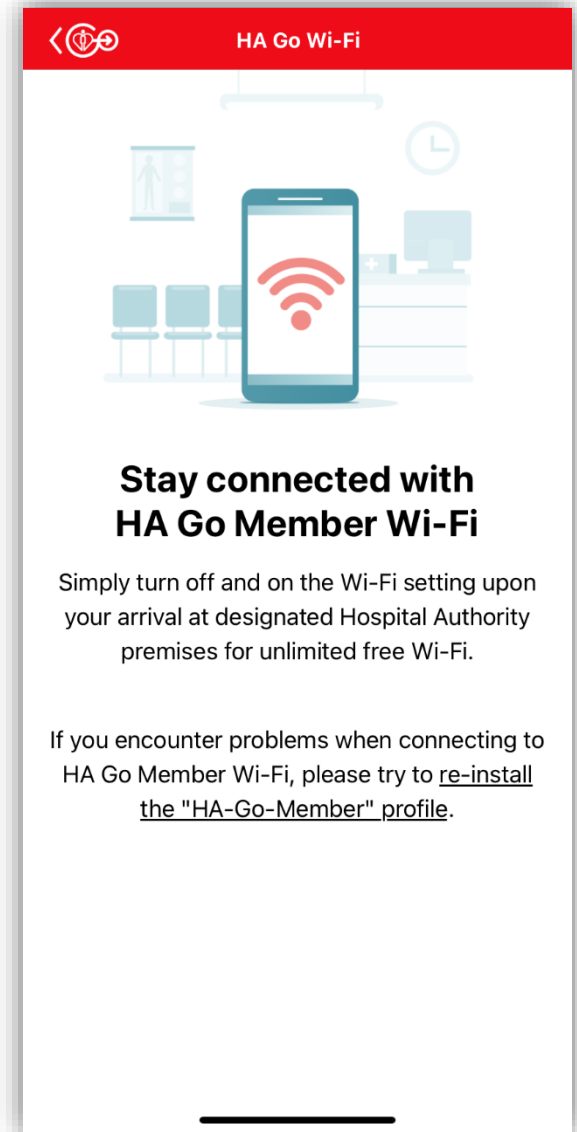 HA Go Wi-Fi
Stay connected with
HA Go Member Wi-Fi
Simply turn off and on the Wi-Fi setting upon
your arrival at designated Hospital Authority
premises for unlimited free Wi-Fi.
If you encounter problems when connecting to
HA Go Member Wi-Fi, please try to re-install
the "HA-Go-Member" profile.